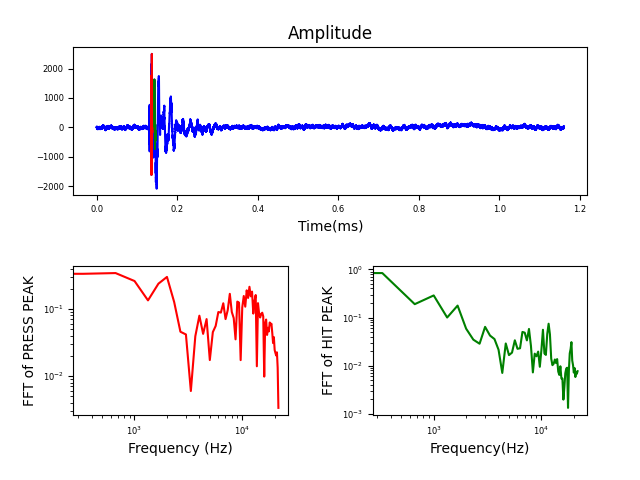 Amplitude
2000
1000
0
−1000
−2000
0.0 0.2 0.4 0.6 0.8 1.0 1.2
Time(ms)
FFT of PRESS PEAK
10⁻¹
10⁻²
10³ 10⁴
Frequency (Hz)
FFT of HIT PEAK
10⁰
10⁻¹
10⁻²
10⁻³
10³ 10⁴
Frequency(Hz)